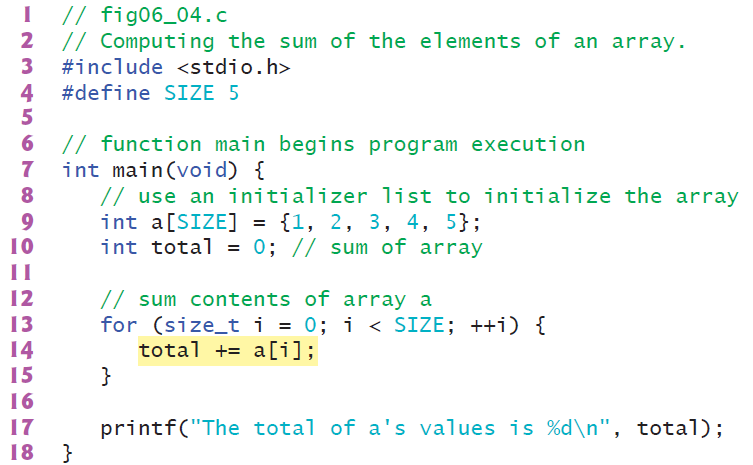 1 // fig06_04.c
2 // Computing the sum of the elements of an array.
3 #include <stdio.h>
4 #define SIZE 5
5
6 // function main begins program execution
7 int main(void) {
8    // use an initializer list to initialize the array
9    int a[SIZE] = {1, 2, 3, 4, 5};
10    int total = 0; // sum of array
11
12    // sum contents of array a
13    for (size_t i = 0; i < SIZE; ++i) {
14       total += a[i];
15    }
16
17    printf("The total of a's values is %d\n", total);
18 }